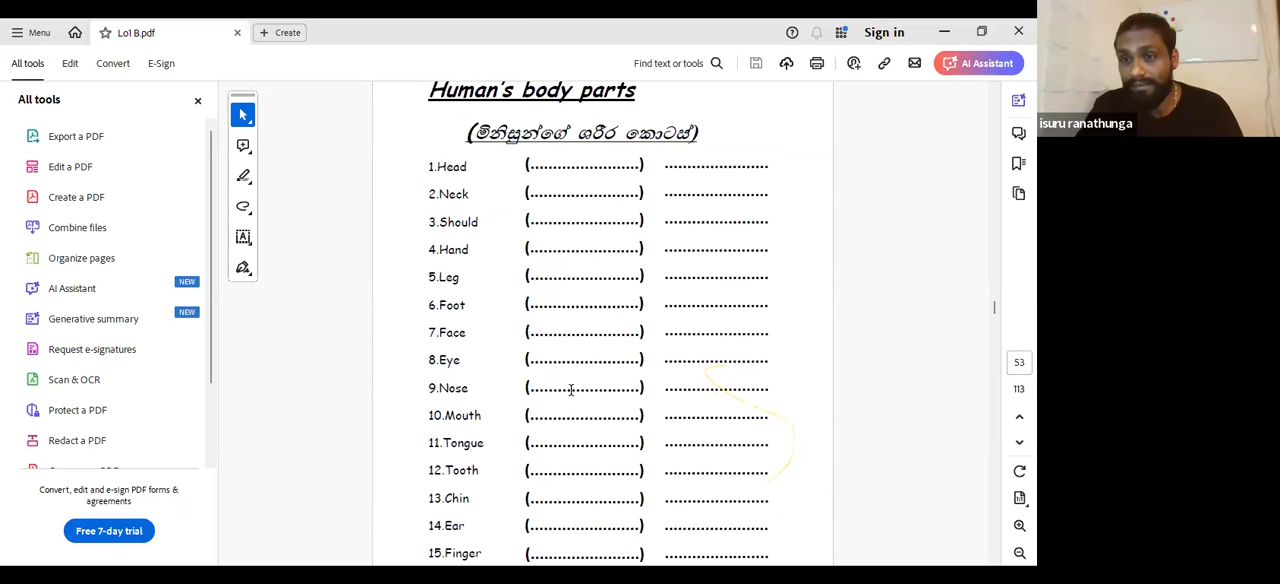 Menu
Lo1 B.pdf
Create
Sign in
All tools
Edit
Convert
E-Sign
Find text or tools
AI Assistant
All tools
Export a PDF
Edit a PDF
Create a PDF
Combine files
Organize pages
AI Assistant
NEW
Generative summary
NEW
Request e-signatures
Scan & OCR
Protect a PDF
Redact a PDF
Convert, edit and e-sign PDF forms &
agreements
Free 7-day trial
Human's body parts
(මිනිසුන්ගේ ශරීර කොටස්)
1.Head (......................) .....................
2.Neck (......................) .....................
3.Should (......................) .....................
4.Hand (......................) .....................
5.Leg (......................) .....................
6.Foot (......................) .....................
7.Face (......................) .....................
8.Eye (......................) .....................
9.Nose (......................) .....................
10.Mouth (......................) .....................
11.Tongue (......................) .....................
12.Tooth (......................) .....................
13.Chin (......................) .....................
14.Ear (......................) .....................
15.Finger (......................) .....................
53
113
isuru ranathunga